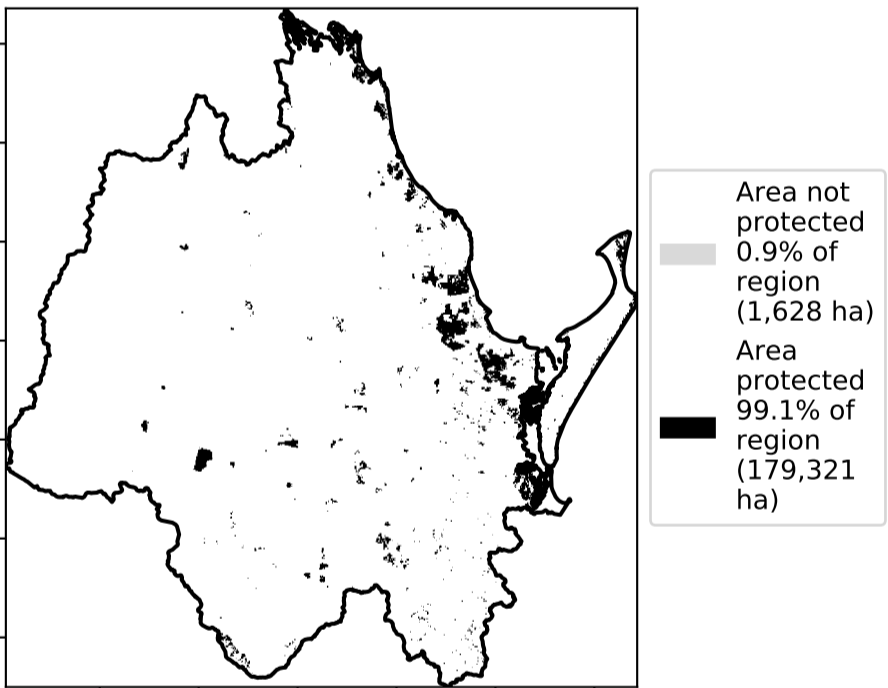 Area not
protected
0.9% of
region
(1,628 ha)
Area
protected
99.1% of
region
(179,321
ha)